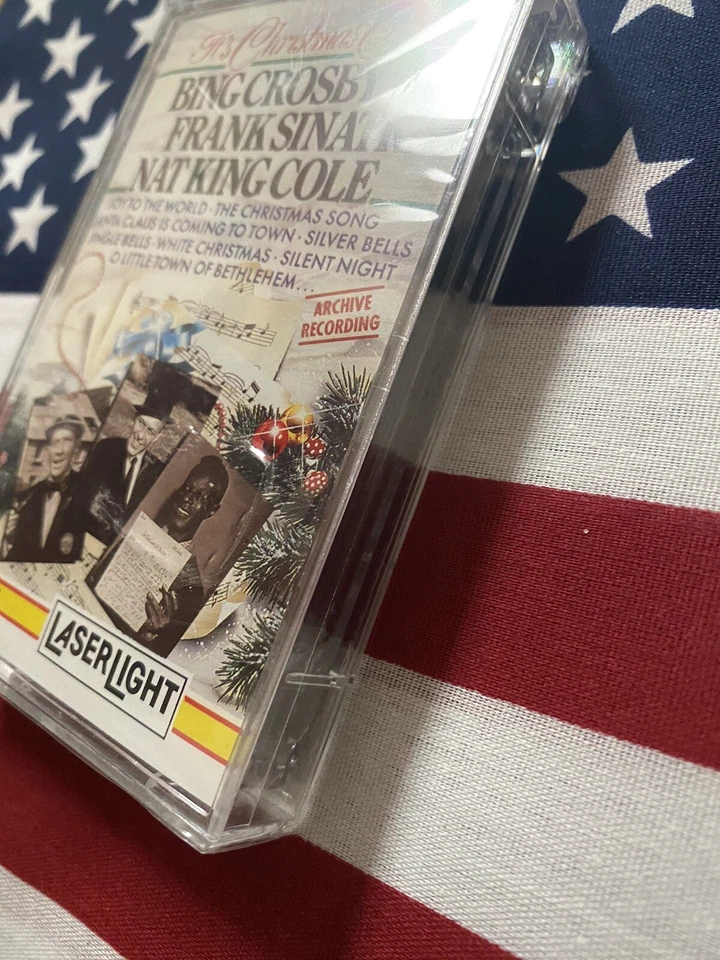 It's Christmas
BING CROSBY
FRANK SINAT
NAT KING COLE
JOY TO THE WORLD · THE CHRISTMAS SONG
SANTA CLAUS IS COMING TO TOWN · SILVER BELLS
JINGLE BELLS · WHITE CHRISTMAS · SILENT NIGHT
O LITTLE TOWN OF BETHLEHEM...
ARCHIVE
RECORDING
LASERLIGHT